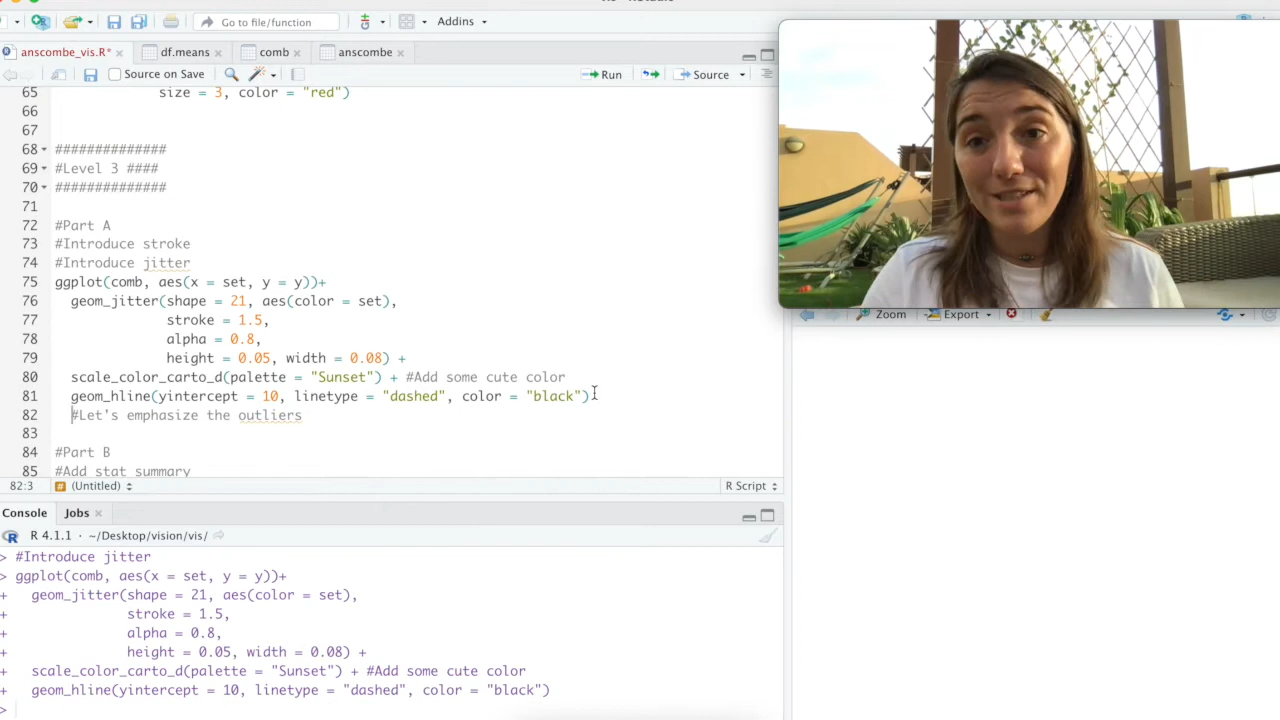 Go to file/function
Addins
anscombe_vis.R*
df.means
comb
anscombe
Source on Save
Run
Source
65 size = 3, color = "red")
66
67
68 ##############
69 #Level 3 ####
70 ##############
71
72 #Part A
73 #Introduce stroke
74 #Introduce jitter
75 ggplot(comb, aes(x = set, y = y))+
76 geom_jitter(shape = 21, aes(color = set),
77 stroke = 1.5,
78 alpha = 0.8,
79 height = 0.05, width = 0.08) +
80 scale_color_carto_d(palette = "Sunset") + #Add some cute color
81 geom_hline(yintercept = 10, linetype = "dashed", color = "black")
82 #Let's emphasize the outliers
83
84 #Part B
85 #Add stat summary
82:3 # (Untitled) R Script
Zoom
Export
Console Jobs
R R 4.1.1 · ~/Desktop/vision/vis/
> #Introduce jitter
> ggplot(comb, aes(x = set, y = y))+
+ geom_jitter(shape = 21, aes(color = set),
+ stroke = 1.5,
+ alpha = 0.8,
+ height = 0.05, width = 0.08) +
+ scale_color_carto_d(palette = "Sunset") + #Add some cute color
+ geom_hline(yintercept = 10, linetype = "dashed", color = "black")
>